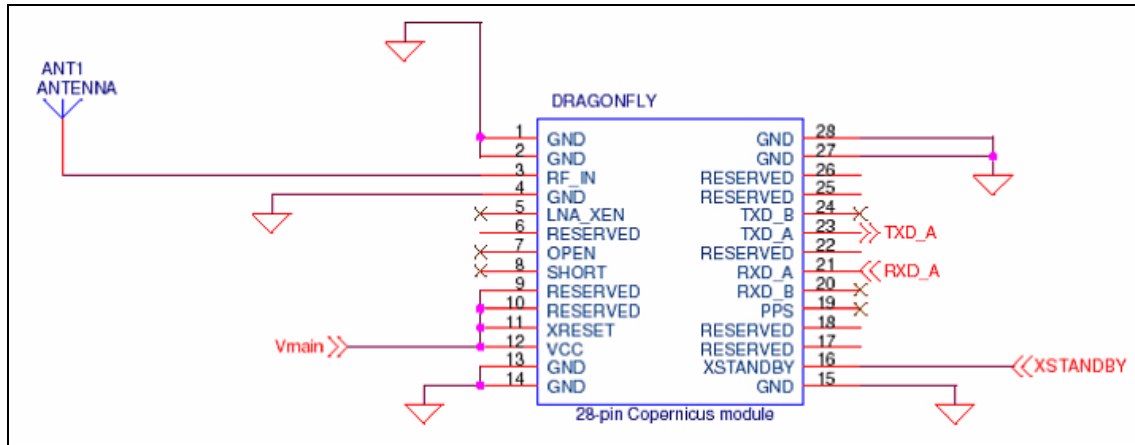 ANT1
ANTENNA
DRAGONFLY
1 GND GND 28
2 GND GND 27
3 RF_IN RESERVED 26
4 GND RESERVED 25
5 LNA_XEN TXD_B 24
6 RESERVED TXD_A 23 TXD_A
7 OPEN RESERVED 22
8 SHORT RXD_A 21 RXD_A
9 RESERVED RXD_B 20
10 RESERVED PPS 19
11 XRESET RESERVED 18
Vmain 12 VCC RESERVED 17
13 GND XSTANDBY 16 XSTANDBY
14 GND GND 15
28-pin Copernicus module